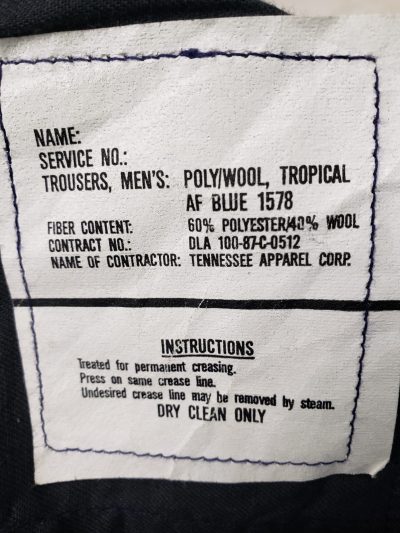 NAME:
SERVICE NO.:
TROUSERS, MEN'S: POLY/WOOL, TROPICAL
AF BLUE 1578
FIBER CONTENT: 60% POLYESTER/40% WOOL
CONTRACT NO.: DLA 100-87-C-0512
NAME OF CONTRACTOR: TENNESSEE APPAREL CORP.
INSTRUCTIONS
Treated for permanent creasing.
Press on same crease line.
Undesired crease line may be removed by steam.
DRY CLEAN ONLY